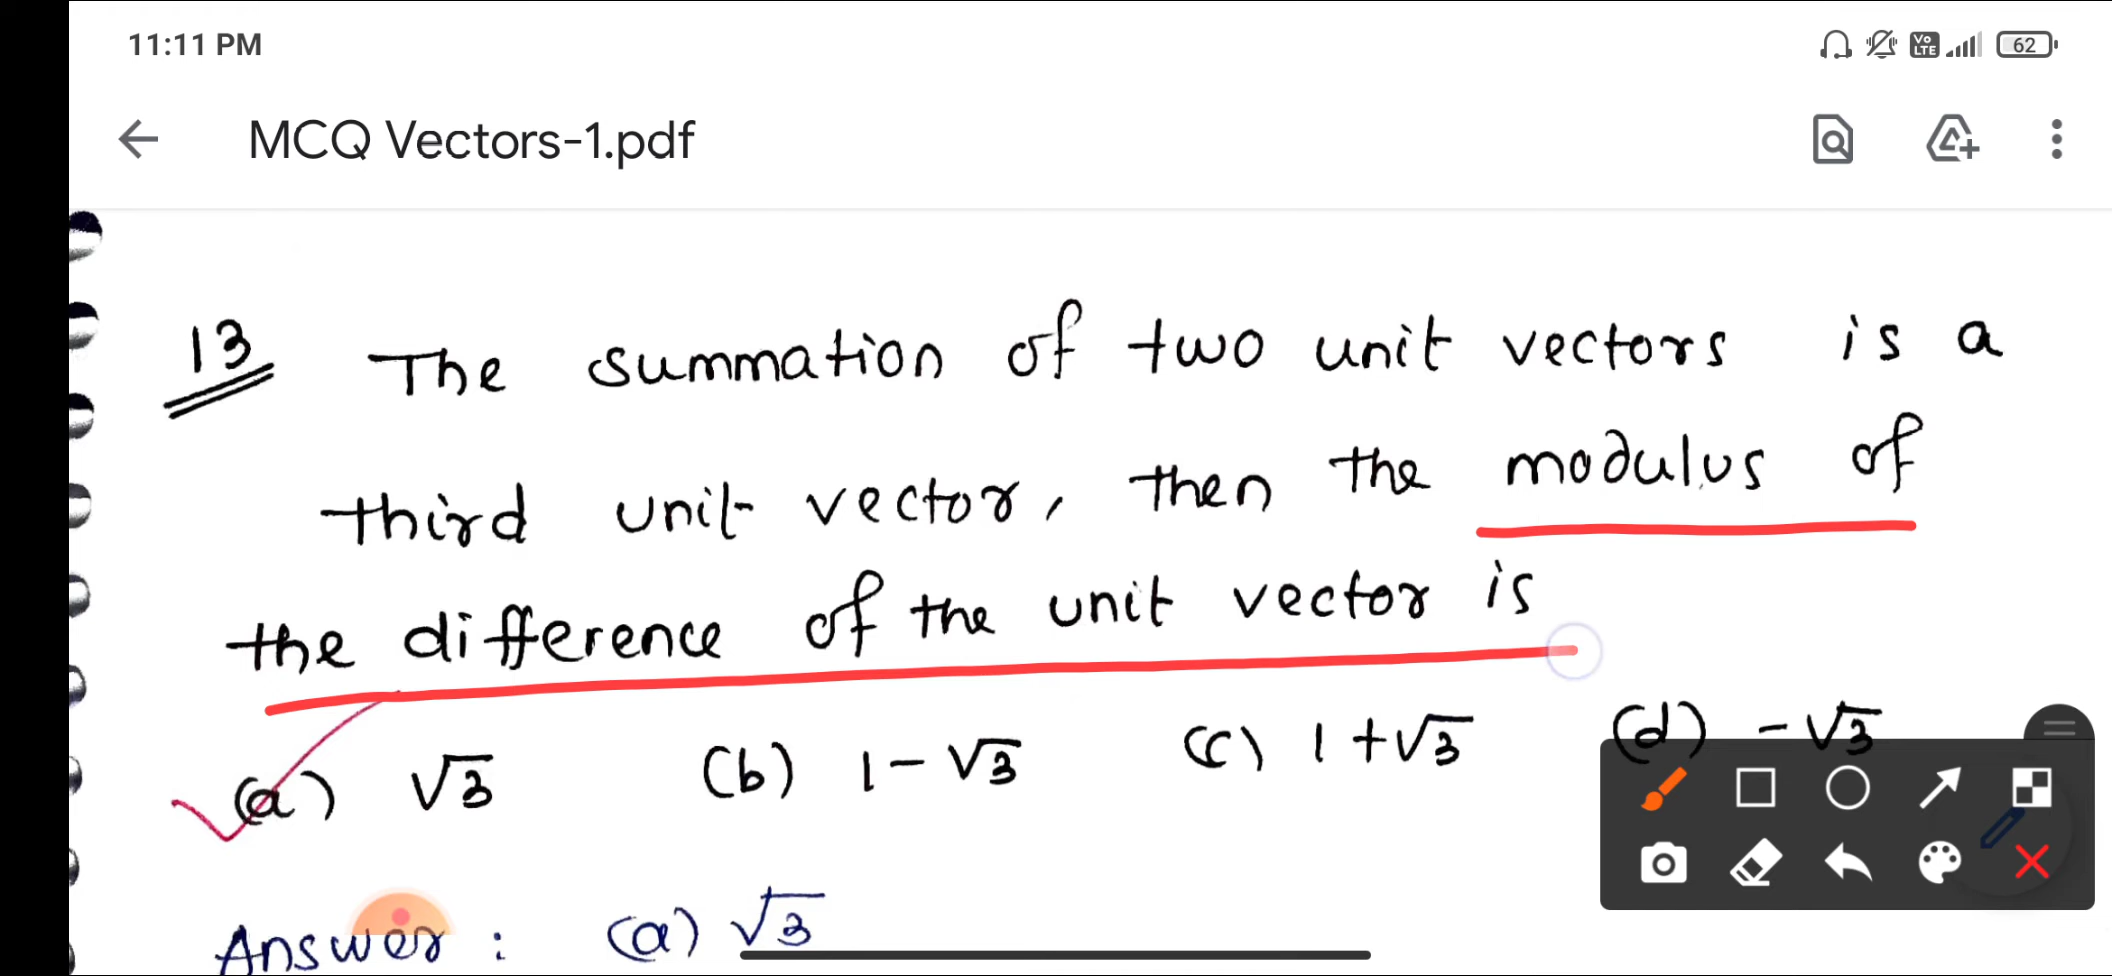 11:11 PM
Vo LTE
62
MCQ Vectors-1.pdf
13 The summation of two unit vectors is a
third unit vector, then the modulus of
the difference of the unit vector is
(a) √3 (b) 1-√3 (c) 1+√3 (d) -√3
Answer : (a) √3